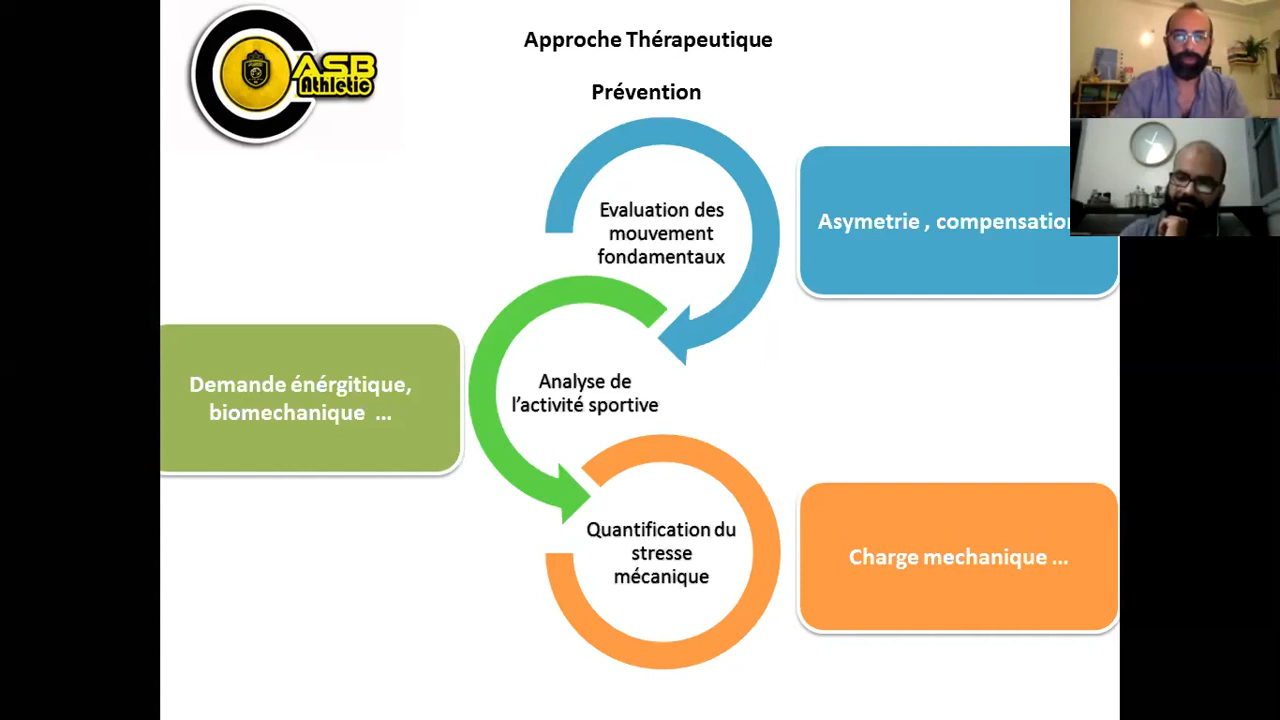 ASB
Athletic
Approche Thérapeutique
Prévention
Evaluation des
mouvement
fondamentaux
Asymetrie , compensation
Demande énérgitique,
biomechanique ...
Analyse de
l'activité sportive
Quantification du
stresse
mécanique
Charge mechanique ...